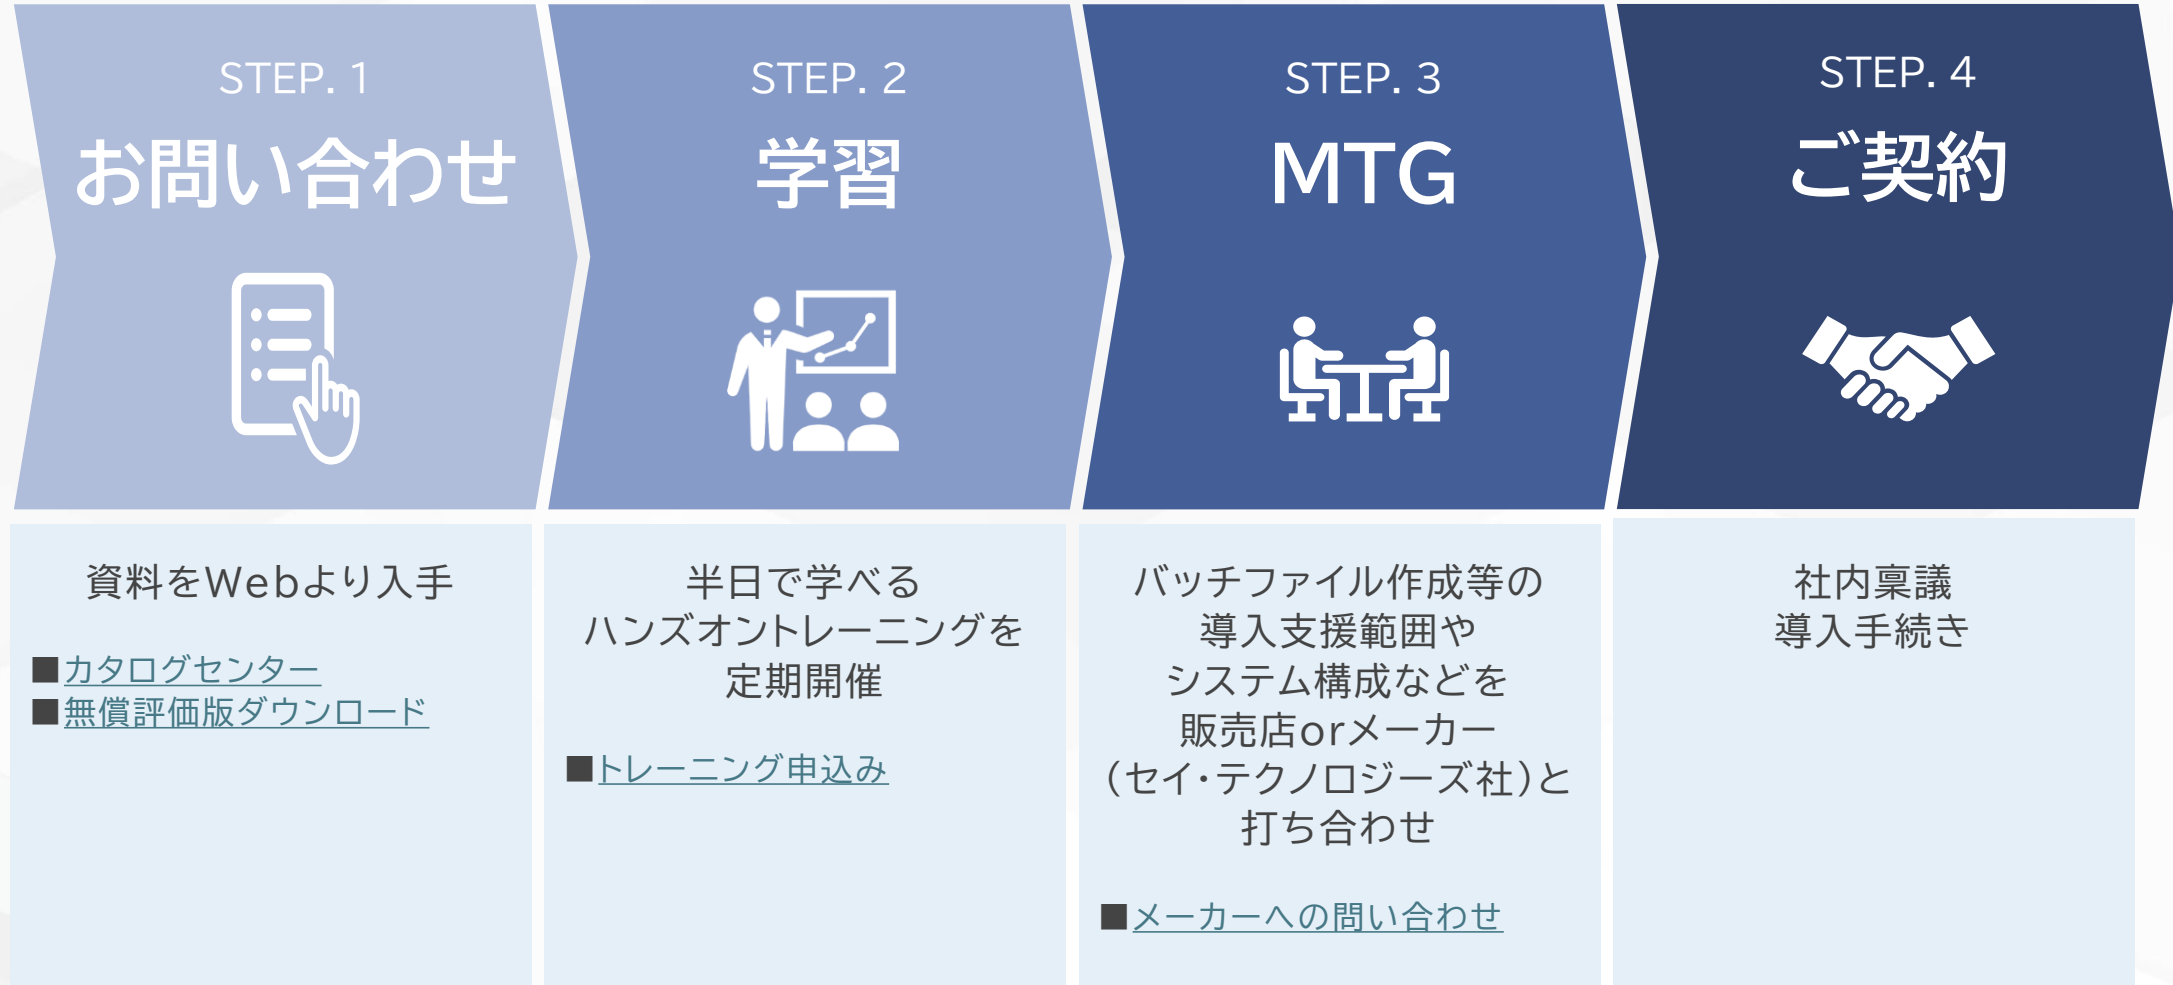 STEP. 1
お問い合わせ
資料をWebより入手
■カタログセンター
■無償評価版ダウンロード
STEP. 2
学習
半日で学べる
ハンズオントレーニングを
定期開催
■トレーニング申込み
STEP. 3
MTG
バッチファイル作成等の
導入支援範囲や
システム構成などを
販売店orメーカー
(セイ・テクノロジーズ社)と
打ち合わせ
■メーカーへの問い合わせ
STEP. 4
ご契約
社内稟議
導入手続き